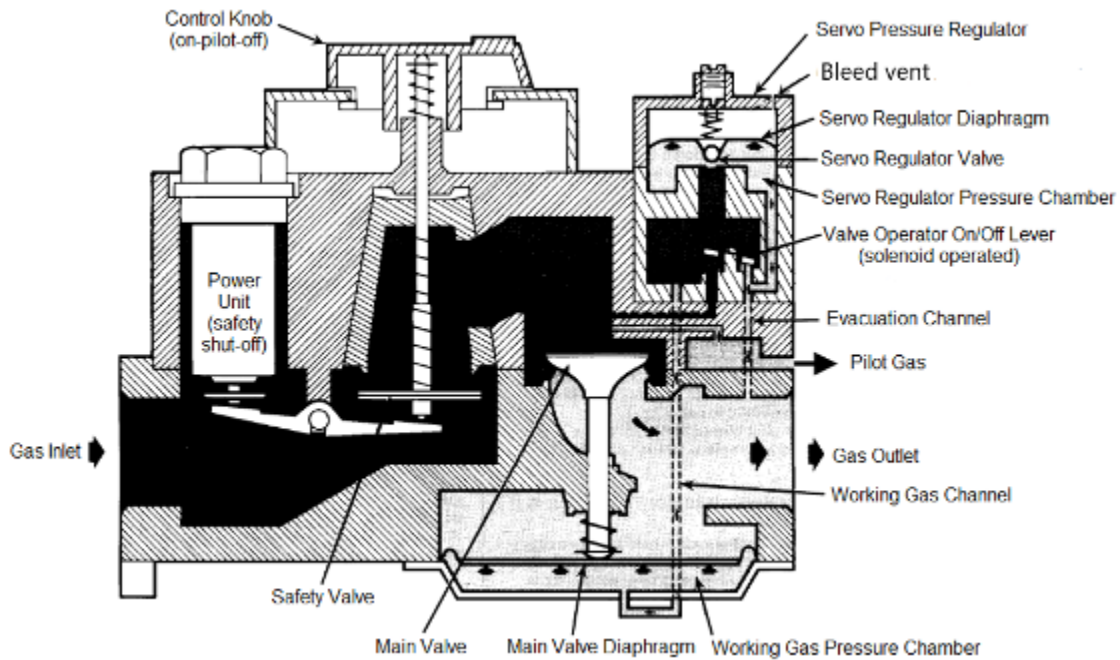 Control Knob
(on-pilot-off)
Servo Pressure Regulator
Bleed vent
Servo Regulator Diaphragm
Servo Regulator Valve
Servo Regulator Pressure Chamber
Valve Operator On/Off Lever
(solenoid operated)
Power
Unit
(safety
shut-off)
Evacuation Channel
Pilot Gas
Gas Inlet
Gas Outlet
Working Gas Channel
Safety Valve
Main Valve
Main Valve Diaphragm
Working Gas Pressure Chamber